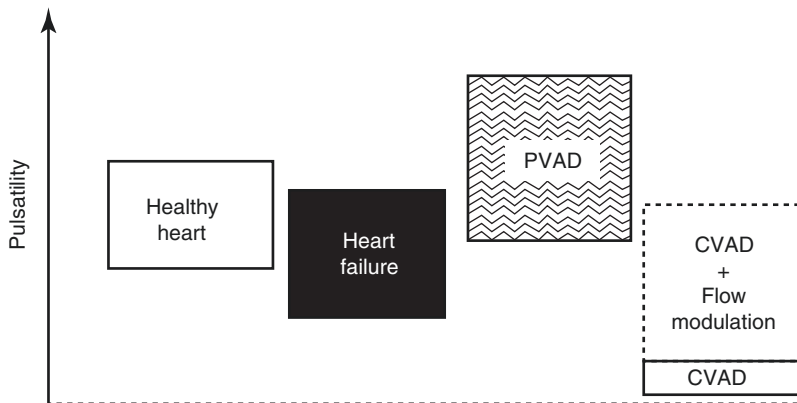 Pulsatility
Healthy
heart
Heart
failure
PVAD
CVAD
+
Flow
modulation
CVAD